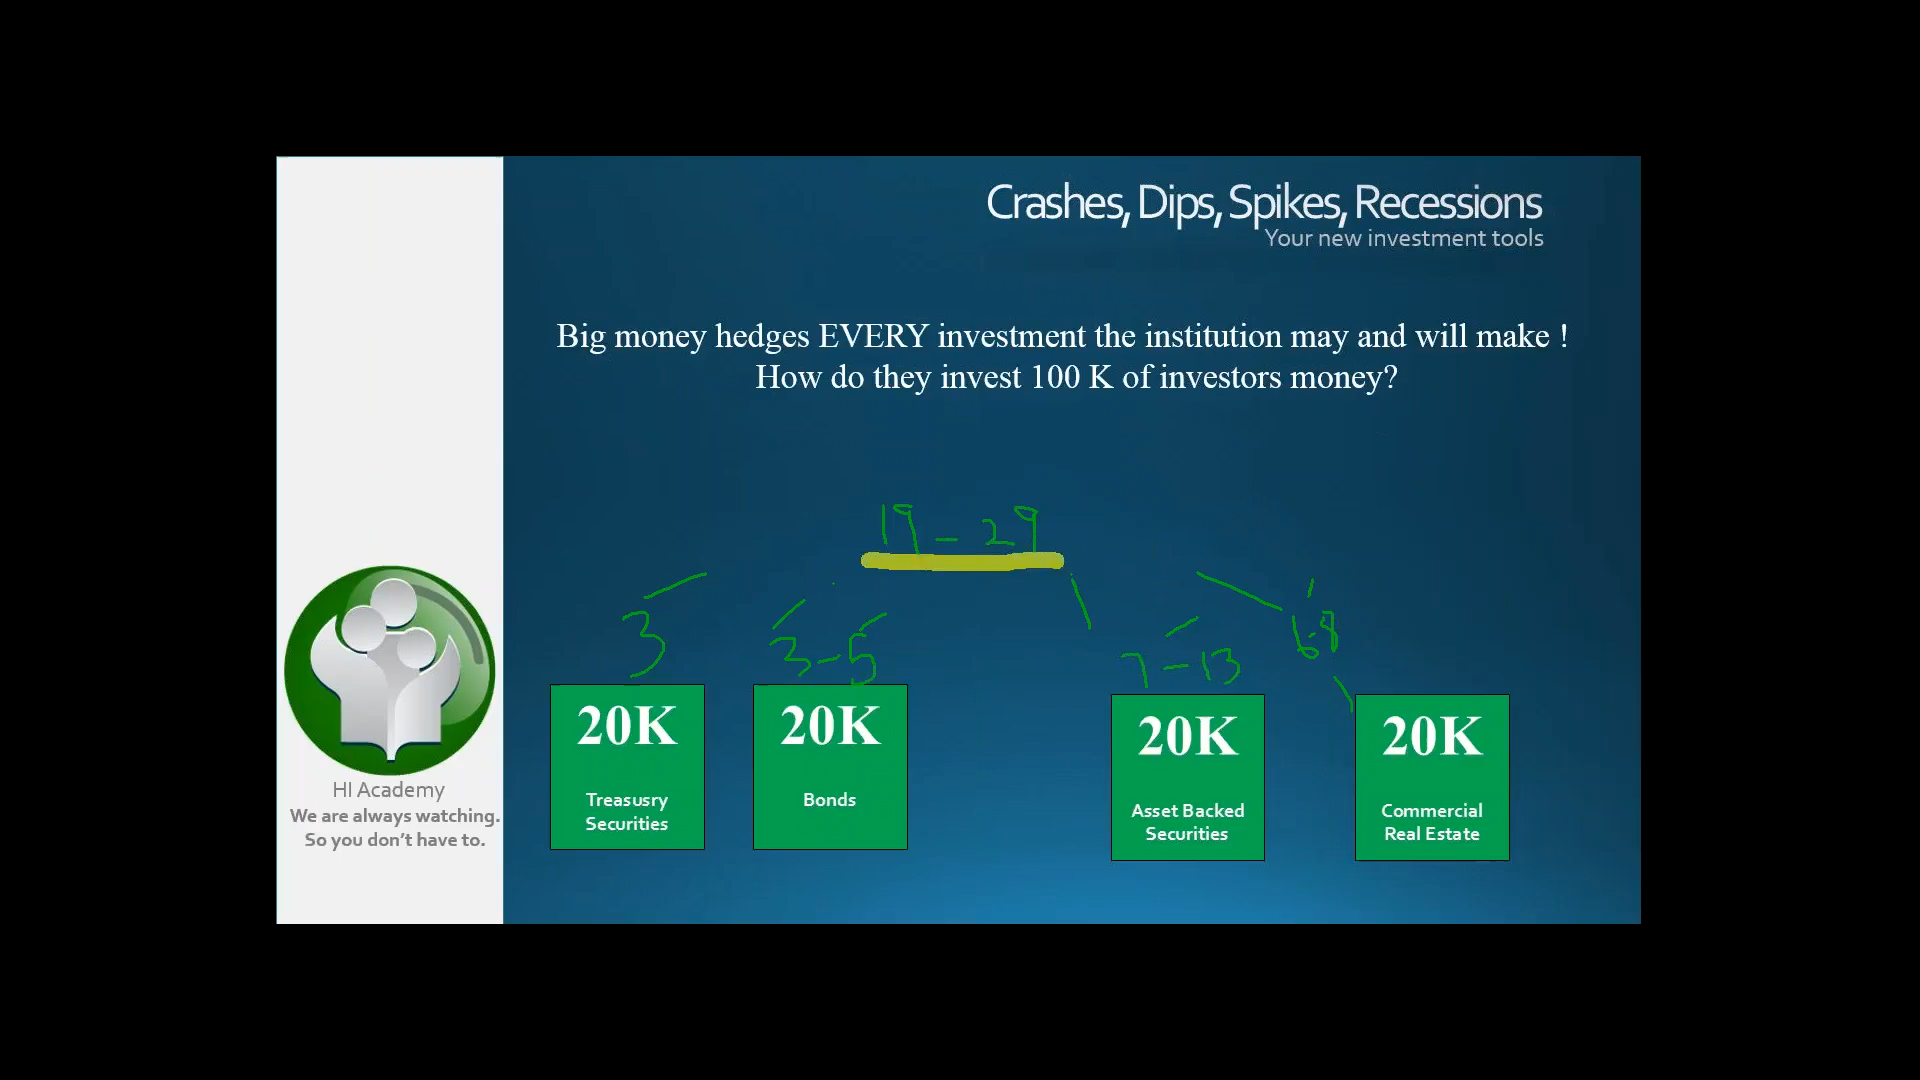 Crashes, Dips, Spikes, Recessions
Your new investment tools
Big money hedges EVERY investment the institution may and will make !
How do they invest 100 K of investors money?
19 - 29
3
3-5
7-13
6-8
20K
Treasusry
Securities
20K
Bonds
20K
Asset Backed
Securities
20K
Commercial
Real Estate
HI Academy
We are always watching.
So you don’t have to.